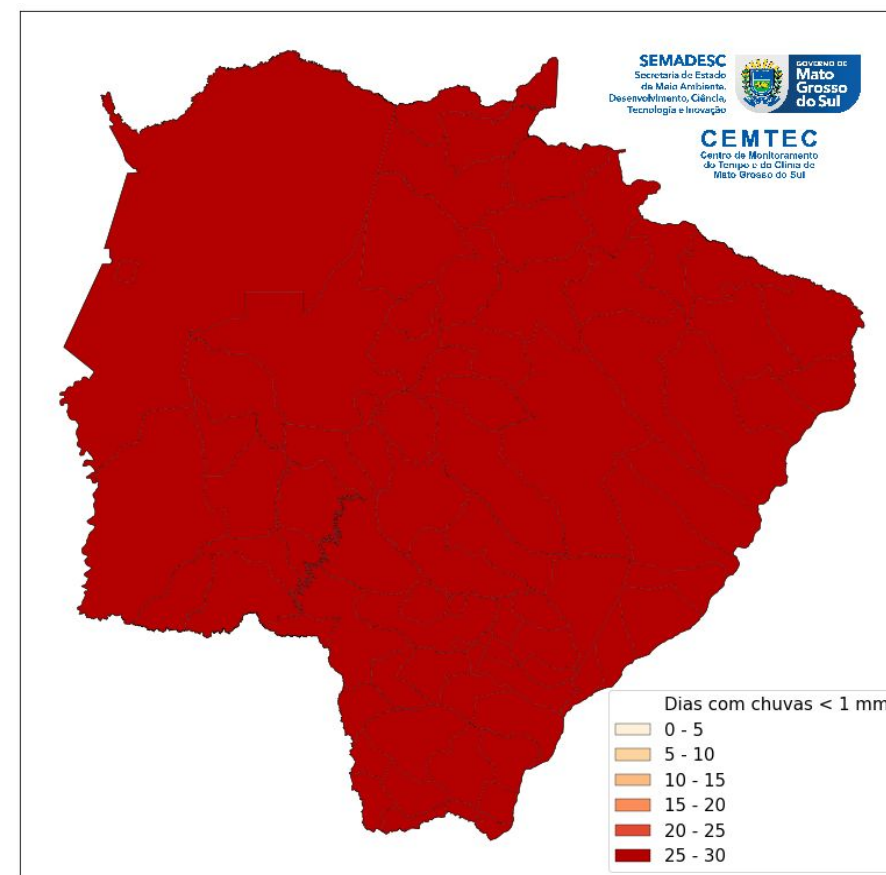 SEMADESC
Secretaria de Estado
de Meio Ambiente,
Desenvolvimento, Ciência,
Tecnologia e Inovação
GOVERNO DE
Mato
Grosso
do Sul
CEMTEC
Centro de Monitoramento
do Tempo e do Clima de
Mato Grosso do Sul
Dias com chuvas < 1 mm
0 - 5
5 - 10
10 - 15
15 - 20
20 - 25
25 - 30